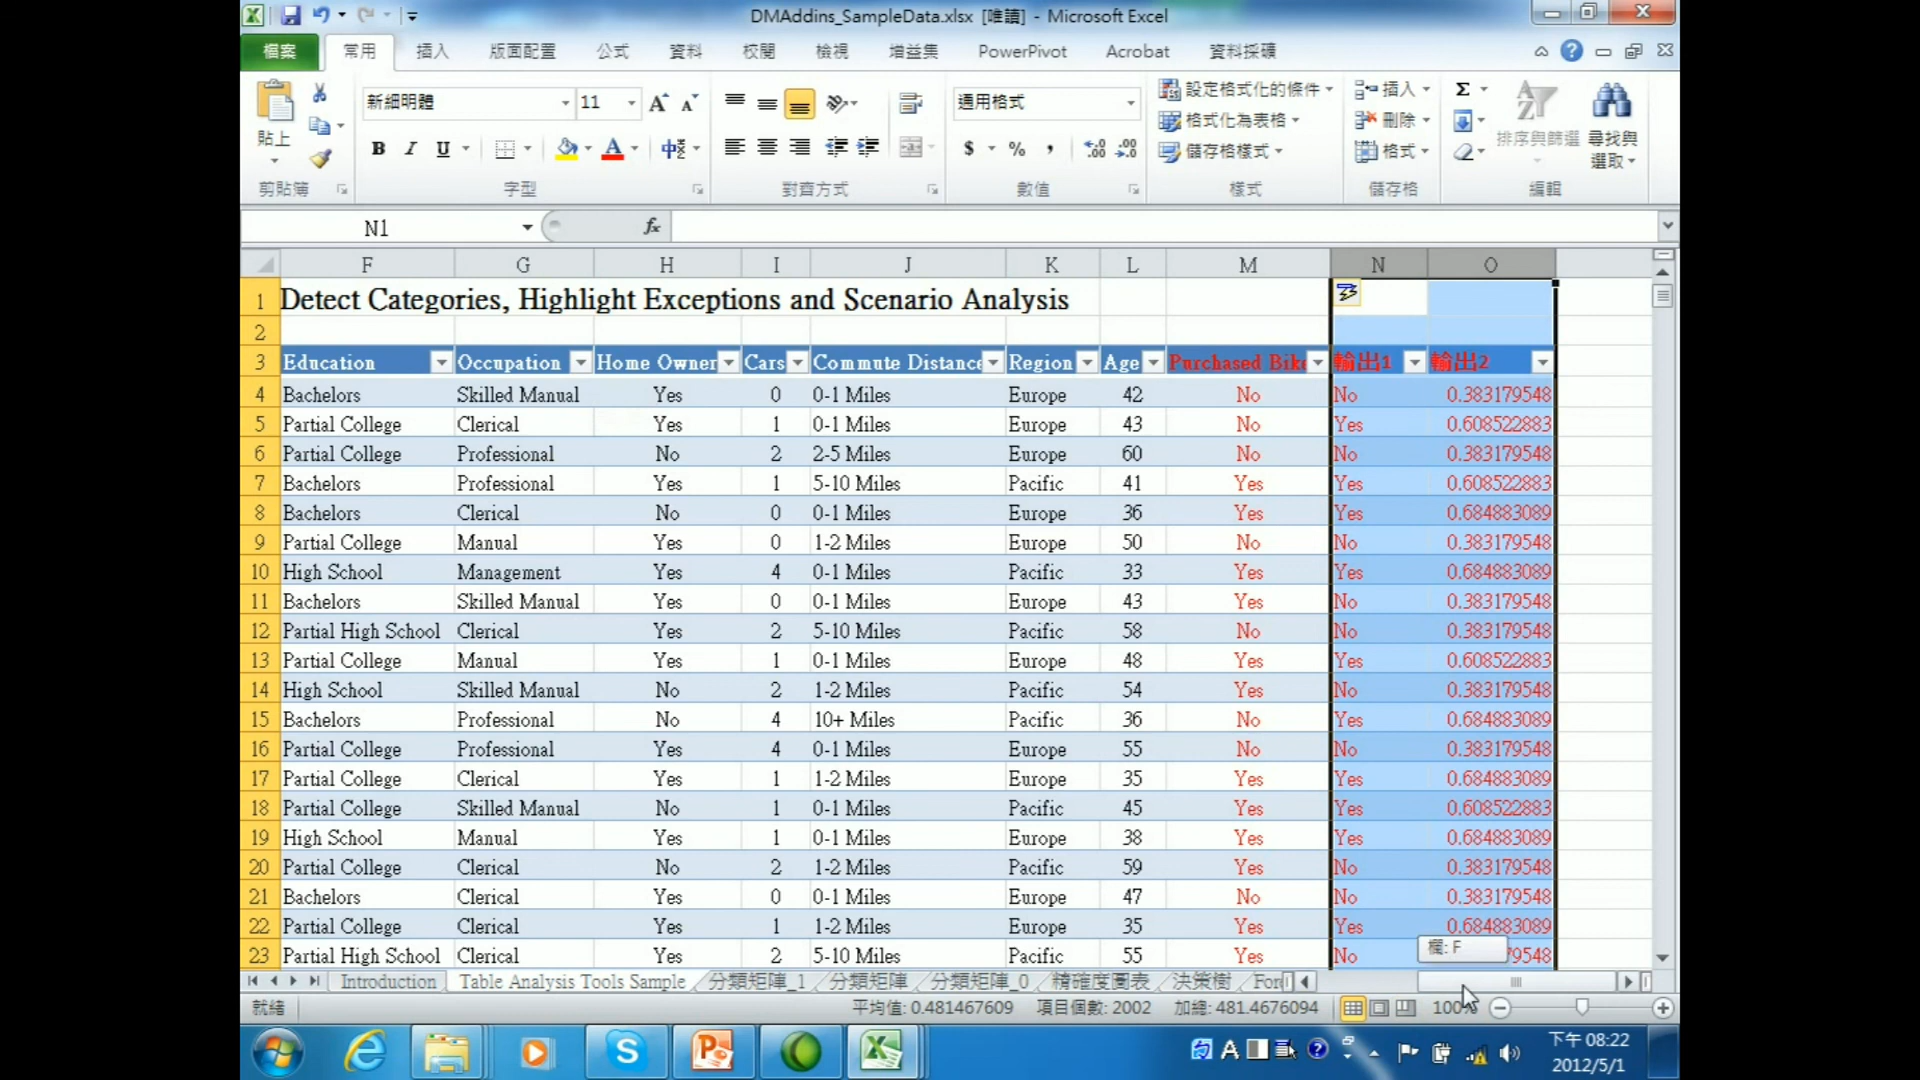 DMAddins_SampleData.xlsx [唯讀] - Microsoft Excel
檔案 常用 插入 版面配置 公式 資料 校閱 檢視 增益集 PowerPivot Acrobat 資料採礦
新細明體 11 通用格式
貼上
B I U
$ %
設定格式化的條件
格式化為表格
儲存格樣式
插入
刪除
格式
Σ
排序與篩選
尋找與
選取
剪貼簿 字型 對齊方式 數值 樣式 儲存格 編輯
N1 fx
F G H I J K L M N O
1 Detect Categories, Highlight Exceptions and Scenario Analysis
2
3 Education Occupation Home Owner Cars Commute Distance Region Age Purchased Bike 輸出1 輸出2
4 Bachelors Skilled Manual Yes 0 0-1 Miles Europe 42 No No 0.383179548
5 Partial College Clerical Yes 1 0-1 Miles Europe 43 No Yes 0.608522883
6 Partial College Professional No 2 2-5 Miles Europe 60 No No 0.383179548
7 Bachelors Professional Yes 1 5-10 Miles Pacific 41 Yes Yes 0.608522883
8 Bachelors Clerical No 0 0-1 Miles Europe 36 Yes Yes 0.684883089
9 Partial College Manual Yes 0 1-2 Miles Europe 50 No No 0.383179548
10 High School Management Yes 4 0-1 Miles Pacific 33 Yes Yes 0.684883089
11 Bachelors Skilled Manual Yes 0 0-1 Miles Europe 43 Yes No 0.383179548
12 Partial High School Clerical Yes 2 5-10 Miles Pacific 58 No No 0.383179548
13 Partial College Manual Yes 1 0-1 Miles Europe 48 Yes Yes 0.608522883
14 High School Skilled Manual No 2 1-2 Miles Pacific 54 Yes No 0.383179548
15 Bachelors Professional No 4 10+ Miles Pacific 36 No Yes 0.684883089
16 Partial College Professional Yes 4 0-1 Miles Europe 55 No No 0.383179548
17 Partial College Clerical Yes 1 1-2 Miles Europe 35 Yes Yes 0.684883089
18 Partial College Skilled Manual No 1 0-1 Miles Pacific 45 Yes Yes 0.608522883
19 High School Manual Yes 1 0-1 Miles Europe 38 Yes Yes 0.684883089
20 Partial College Clerical No 2 1-2 Miles Pacific 59 Yes No 0.383179548
21 Bachelors Clerical Yes 0 0-1 Miles Europe 47 No No 0.383179548
22 Partial College Clerical Yes 1 1-2 Miles Europe 35 Yes Yes 0.684883089
23 Partial High School Clerical Yes 2 5-10 Miles Pacific 55 Yes No 79548
欄: F
Introduction Table Analysis Tools Sample 分類矩陣_1 分類矩陣 分類矩陣_0 精確度圖表 決策樹 Fore
就緒 平均值: 0.481467609 項目個數: 2002 加總: 481.4676094 100%
A
下午 08:22
2012/5/1